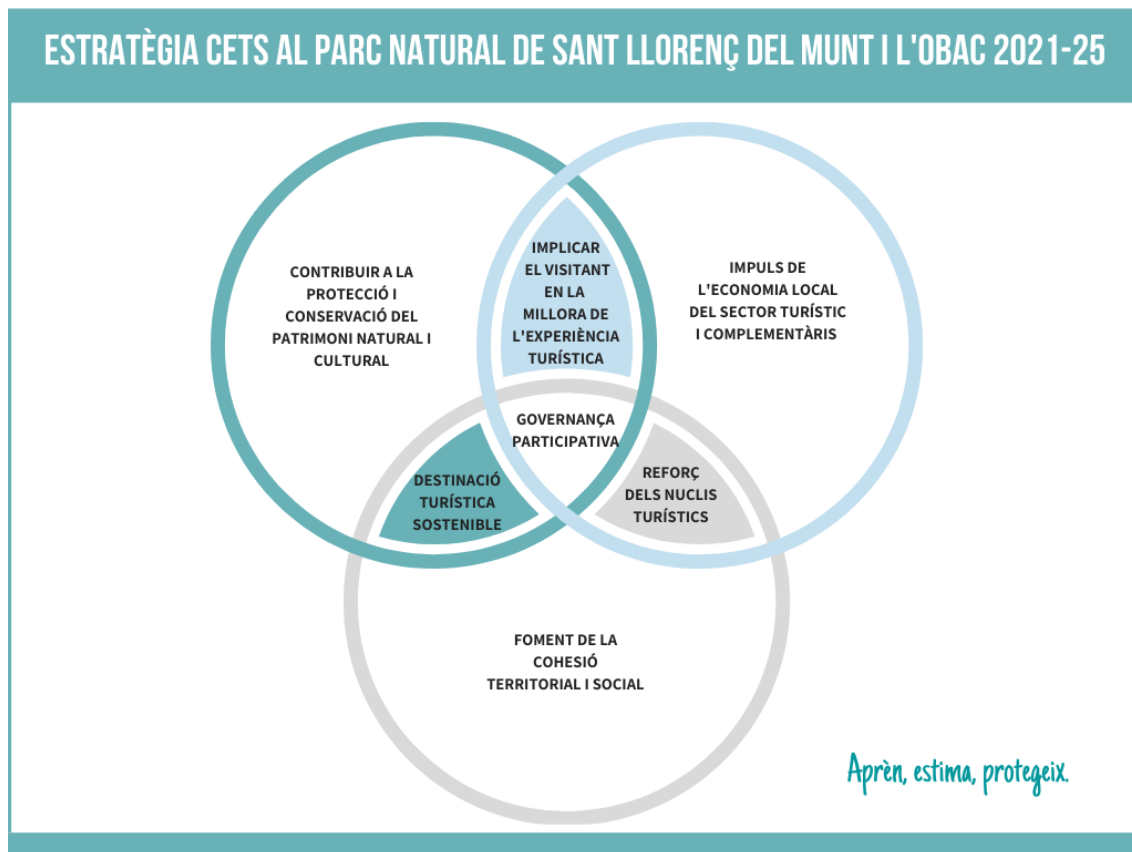 ESTRATÈGIA CETS AL PARC NATURAL DE SANT LLORENÇ DEL MUNT I L'OBAC 2021-25
CONTRIBUIR A LA
PROTECCIÓ I
CONSERVACIÓ DEL
PATRIMONI NATURAL I
CULTURAL
IMPLICAR
EL VISITANT
EN LA
MILLORA DE
L'EXPERIÈNCIA
TURÍSTICA
IMPULS DE
L'ECONOMIA LOCAL
DEL SECTOR TURÍSTIC
I COMPLEMENTÀRIS
GOVERNANÇA
PARTICIPATIVA
DESTINACIÓ
TURÍSTICA
SOSTENIBLE
REFORÇ
DELS NUCLIS
TURÍSTICS
FOMENT DE LA
COHESIÓ
TERRITORIAL I SOCIAL
Aprèn, estima, protegeix.